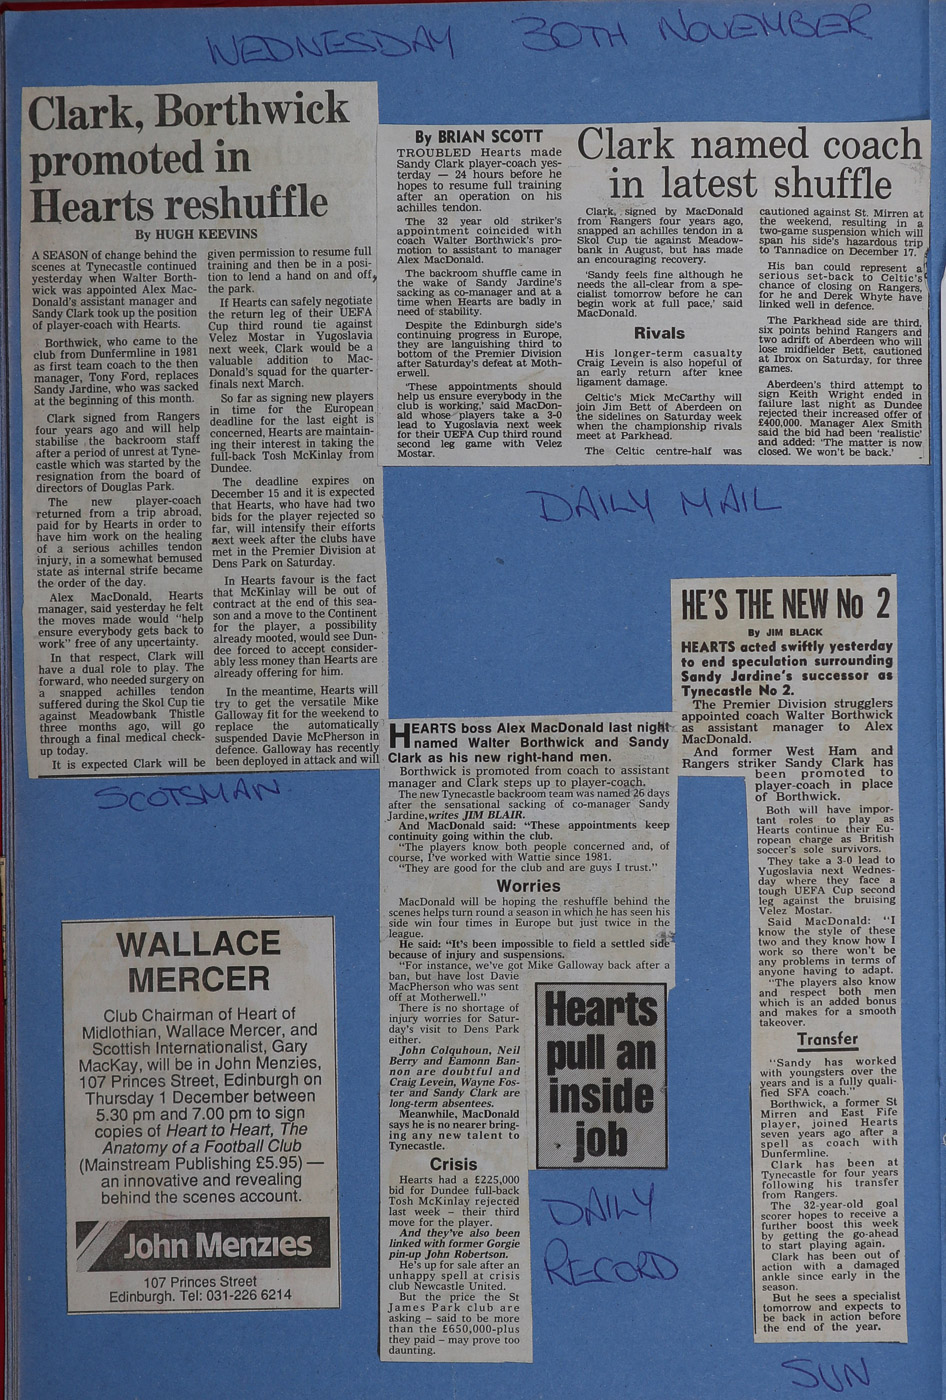 WEDNESDAY 30TH NOVEMBER
Clark, Borthwick
promoted in
Hearts reshuffle
By HUGH KEEVINS
A SEASON of change behind the
scenes at Tynecastle continued
yesterday when Walter Borth-
wick was appointed Alex Mac-
Donald's assistant manager and
Sandy Clark took up the position
of player-coach with Hearts.
Borthwick, who came to the
club from Dunfermline in 1981
as first team coach to the then
manager, Tony Ford, replaces
Sandy Jardine, who was sacked
at the beginning of this month.
Clark signed from Rangers
four years ago and will help
stabilise the backroom staff
after a period of unrest at Tyne-
castle which was started by the
resignation from the board of
directors of Douglas Park.
The new player-coach
returned from a trip abroad,
paid for by Hearts in order to
have him work on the healing
of a serious achilles tendon
injury, in a somewhat bemused
state as internal strife became
the order of the day.
Alex MacDonald, Hearts
manager, said yesterday he felt
the moves made would "help
ensure everybody gets back to
work" free of any uncertainty.
In that respect, Clark will
have a dual role to play. The
forward, who needed surgery on
a snapped achilles tendon
suffered during the Skol Cup tie
against Meadowbank Thistle
three months ago, will go
through a final medical check-
up today.
It is expected Clark will be
given permission to resume full
training and then be in a posi-
tion to lend a hand on and off
the park.
If Hearts can safely negotiate
the return leg of their UEFA
Cup third round tie against
Velez Mostar in Yugoslavia
next week, Clark would be a
valuable addition to Mac-
Donald's squad for the quarter-
finals next March.
So far as signing new players
in time for the European
deadline for the last eight is
concerned, Hearts are maintain-
ing their interest in taking the
full-back Tosh McKinlay from
Dundee.
The deadline expires on
December 15 and it is expected
that Hearts, who have had two
bids for the player rejected so
far, will intensify their efforts
next week after the clubs have
met in the Premier Division at
Dens Park on Saturday.
In Hearts favour is the fact
that McKinlay will be out of
contract at the end of this sea-
son and a move to the Continent
for the player, a possibility
already mooted, would see Dun-
dee forced to accept consider-
ably less money than Hearts are
already offering for him.
In the meantime, Hearts will
try to get the versatile Mike
Galloway fit for the weekend to
replace the automatically
suspended Davie McPherson in
defence. Galloway has recently
been deployed in attack and will
SCOTSMAN
By BRIAN SCOTT
Clark named coach
in latest shuffle
TROUBLED Hearts made
Sandy Clark player-coach yes-
terday — 24 hours before he
hopes to resume full training
after an operation on his
achilles tendon.
The 32 year old striker's
appointment coincided with
coach Walter Borthwick's pro-
motion to assistant to manager
Alex MacDonald.
The backroom shuffle came in
the wake of Sandy Jardine's
sacking as co-manager and at a
time when Hearts are badly in
need of stability.
Despite the Edinburgh side's
continuing progress in Europe,
they are languishing third to
bottom of the Premier Division
after Saturday's defeat at Moth-
erwell.
'These appointments should
help us ensure everybody in the
club is working,' said MacDon-
ald whose players take a 3-0
lead to Yugoslavia next week
for their UEFA Cup third round
second leg game with Velez
Mostar.
Clark, signed by MacDonald
from Rangers four years ago,
snapped an achilles tendon in a
Skol Cup tie against Meadow-
bank in August, but has made
an encouraging recovery.
'Sandy feels fine although he
needs the all-clear from a spe-
cialist tomorrow before he can
begin work at full pace,' said
MacDonald.
Rivals
His longer-term casualty
Craig Levein is also hopeful of
an early return after knee
ligament damage.
Celtic's Mick McCarthy will
join Jim Bett of Aberdeen on
the sidelines on Saturday week
when the championship rivals
meet at Parkhead.
The Celtic centre-half was
cautioned against St. Mirren at
the weekend, resulting in a
two-game suspension which will
span his side's hazardous trip
to Tannadice on December 17.
His ban could represent a
serious set-back to Celtic's
chance of closing on Rangers,
for he and Derek Whyte have
linked well in defence.
The Parkhead side are third,
six points behind Rangers and
two adrift of Aberdeen who will
lose midfielder Bett, cautioned
at Ibrox on Saturday, for three
games.
Aberdeen's third attempt to
sign Keith Wright ended in
failure last night as Dundee
rejected their increased offer of
£400,000. Manager Alex Smith
said the bid had been 'realistic'
and added: 'The matter is now
closed. We won't be back.'
DAILY MAIL
HEARTS boss Alex MacDonald last night
named Walter Borthwick and Sandy
Clark as his new right-hand men.
Borthwick is promoted from coach to assistant
manager and Clark steps up to player-coach.
The new Tynecastle backroom team was named 26 days
after the sensational sacking of co-manager Sandy
Jardine, writes JIM BLAIR.
And MacDonald said: "These appointments keep
continuity going within the club.
"The players know both people concerned and, of
course, I've worked with Wattie since 1981.
"They are good for the club and are guys I trust."
Worries
MacDonald will be hoping the reshuffle behind the
scenes helps turn round a season in which he has seen his
side win four times in Europe but just twice in the
league.
He said: "It's been impossible to field a settled side
because of injury and suspensions.
"For instance, we've got Mike Galloway back after a
ban, but have lost Davie
MacPherson who was sent
off at Motherwell."
There is no shortage of
injury worries for Satur-
day's visit to Dens Park
either.
John Colquhoun, Neil
Berry and Eamonn Ban-
non are doubtful and
Craig Levein, Wayne Fos-
ter and Sandy Clark are
long-term absentees.
Meanwhile, MacDonald
says he is no nearer bring-
ing any new talent to
Tynecastle.
Crisis
Hearts had a £225,000
bid for Dundee full-back
Tosh McKinlay rejected
last week – their third
move for the player.
And they've also been
linked with former Gorgie
pin-up John Robertson.
He's up for sale after an
unhappy spell at crisis
club Newcastle United.
But the price the St
James Park club are
asking – said to be more
than the £650,000-plus
they paid – may prove too
daunting.
Hearts
pull an
inside
job
DAILY
RECORD
HE'S THE NEW No 2
By JIM BLACK
HEARTS acted swiftly yesterday
to end speculation surrounding
Sandy Jardine's successor as
Tynecastle No 2.
The Premier Division strugglers
appointed coach Walter Borthwick
as assistant manager to Alex
MacDonald.
And former West Ham and
Rangers striker Sandy Clark has
been promoted to
player-coach in place
of Borthwick.
Both will have impor-
tant roles to play as
Hearts continue their Eu-
ropean charge as British
soccer's sole survivors.
They take a 3-0 lead to
Yugoslavia next Wednes-
day where they face a
tough UEFA Cup second
leg against the bruising
Velez Mostar.
Said MacDonald: "I
know the style of these
two and they know how I
work so there won't be
any problems in terms of
anyone having to adapt.
"The players also know
and respect both men
which is an added bonus
and makes for a smooth
takeover.
Transfer
"Sandy has worked
with youngsters over the
years and is a fully quali-
fied SFA coach."
Borthwick, a former St
Mirren and East Fife
player, joined Hearts
seven years ago after a
spell as coach with
Dunfermline.
Clark has been at
Tynecastle for four years
following his transfer
from Rangers.
The 32-year-old goal
scorer hopes to receive a
further boost this week
by getting the go-ahead
to start playing again.
Clark has been out of
action with a damaged
ankle since early in the
season.
But he sees a specialist
tomorrow and expects to
be back in action before
the end of the year.
SUN
WALLACE
MERCER
Club Chairman of Heart of
Midlothian, Wallace Mercer, and
Scottish Internationalist, Gary
MacKay, will be in John Menzies,
107 Princes Street, Edinburgh on
Thursday 1 December between
5.30 pm and 7.00 pm to sign
copies of Heart to Heart, The
Anatomy of a Football Club
(Mainstream Publishing £5.95) —
an innovative and revealing
behind the scenes account.
John Menzies
107 Princes Street
Edinburgh. Tel: 031-226 6214